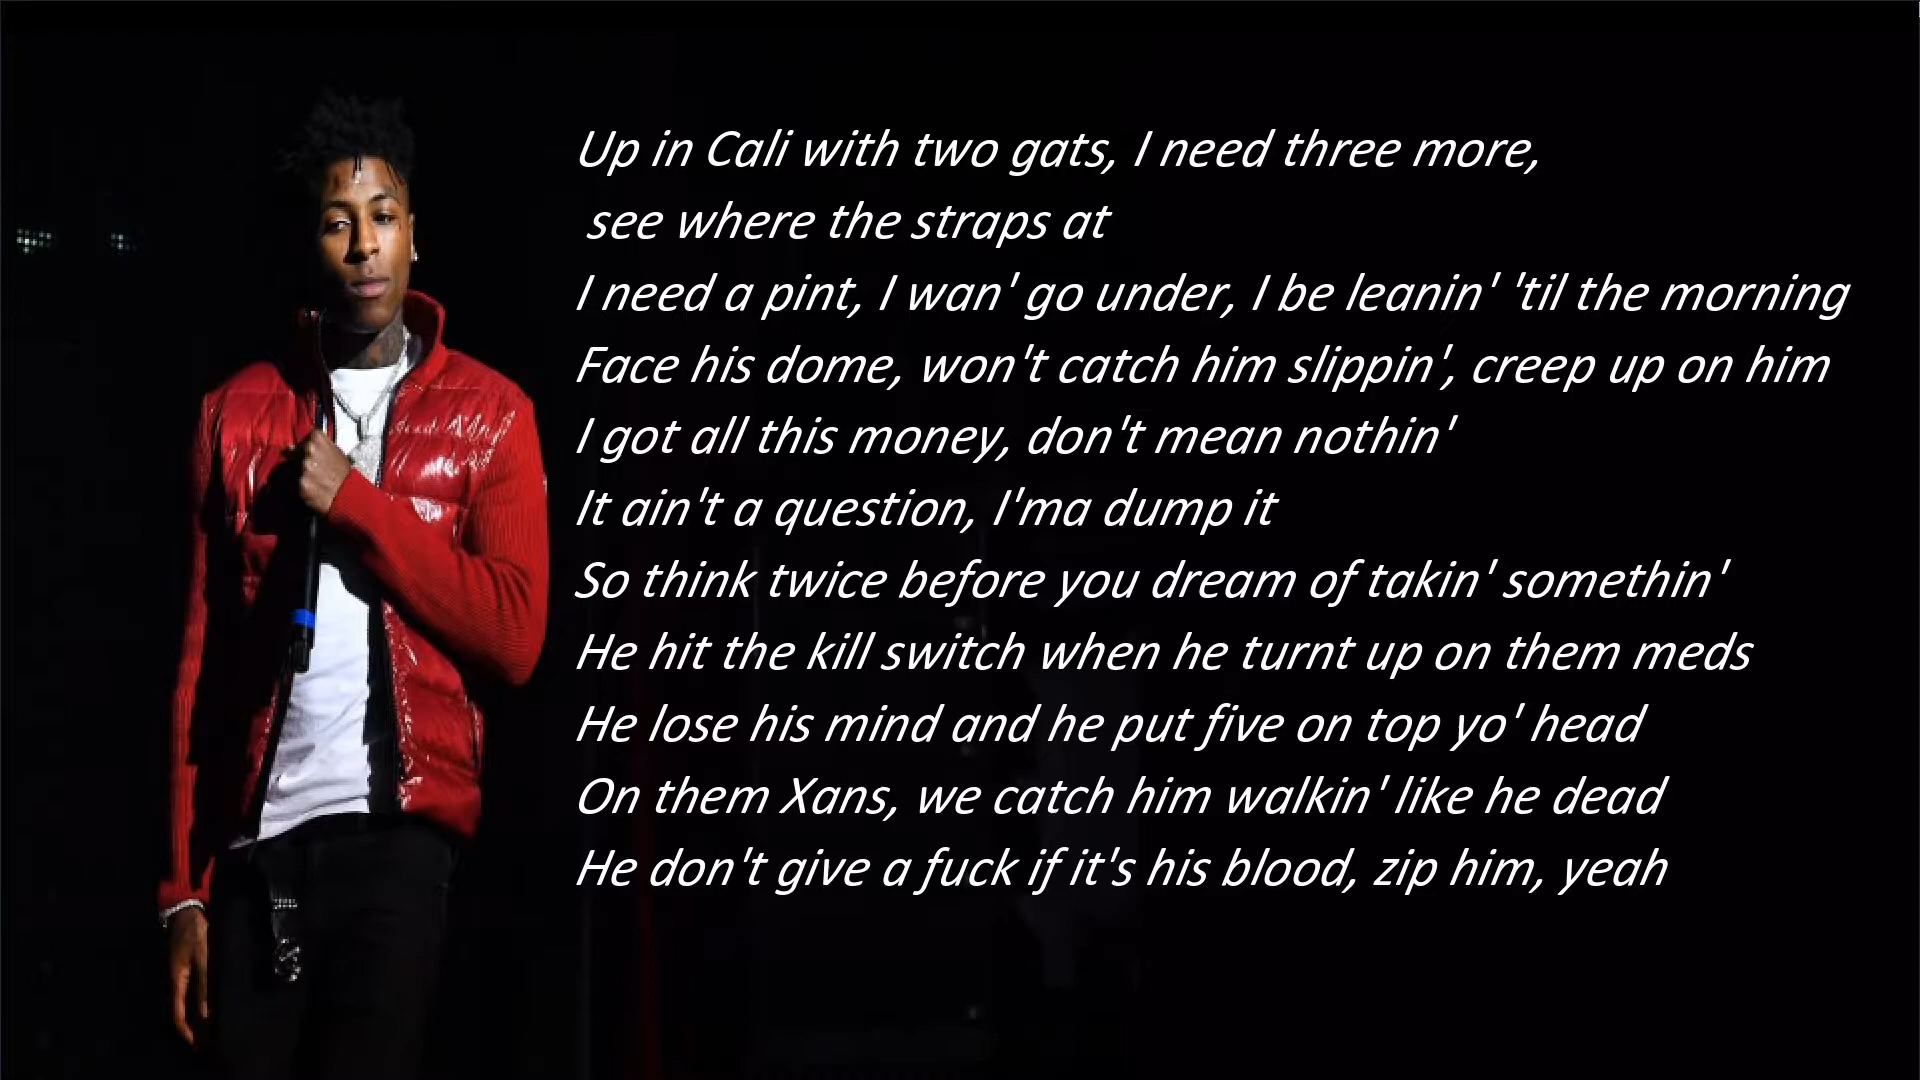 Up in Cali with two gats, I need three more,
see where the straps at
I need a pint, I wan' go under, I be leanin' 'til the morning
Face his dome, won't catch him slippin', creep up on him
I got all this money, don't mean nothin'
It ain't a question, I'ma dump it
So think twice before you dream of takin' somethin'
He hit the kill switch when he turnt up on them meds
He lose his mind and he put five on top yo' head
On them Xans, we catch him walkin' like he dead
He don't give a fuck if it's his blood, zip him, yeah